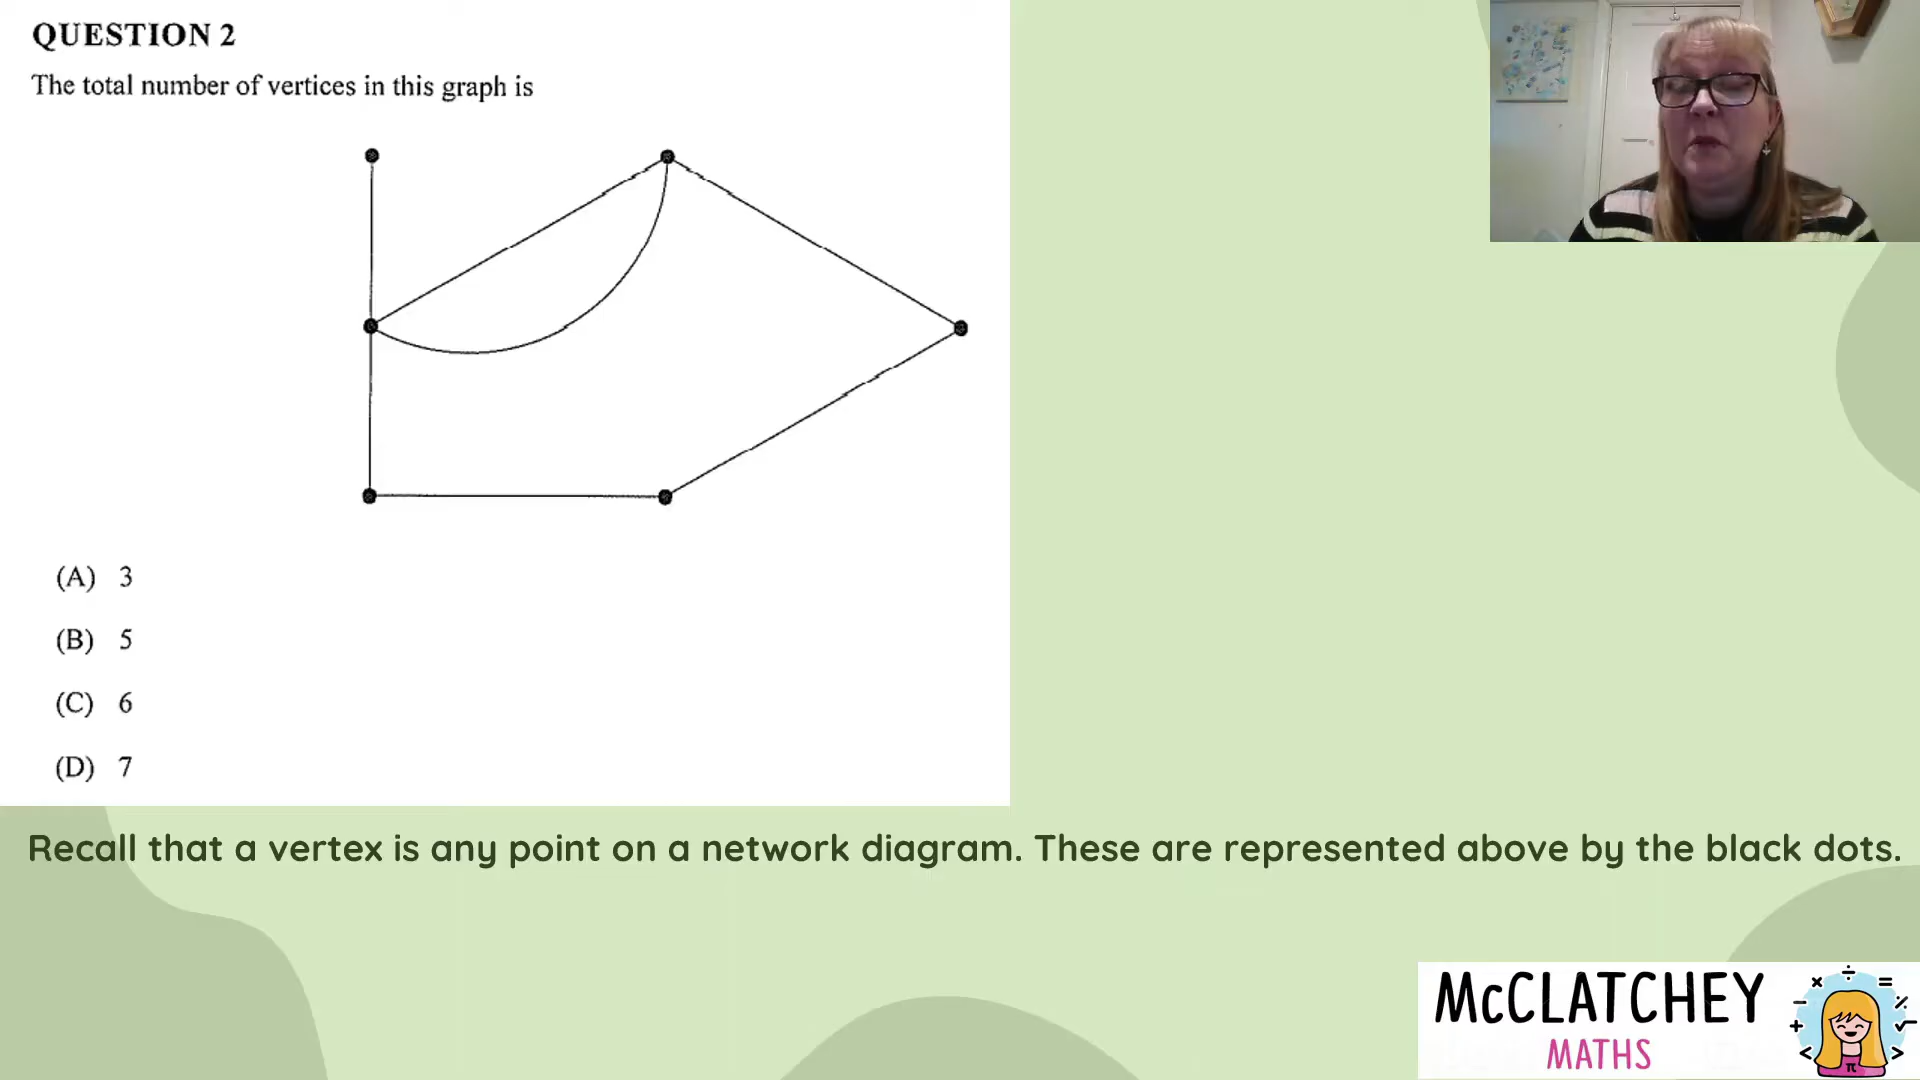 QUESTION 2
The total number of vertices in this graph is
(A) 3
(B) 5
(C) 6
(D) 7
Recall that a vertex is any point on a network diagram. These are represented above by the black dots.
McCLATCHEY
MATHS